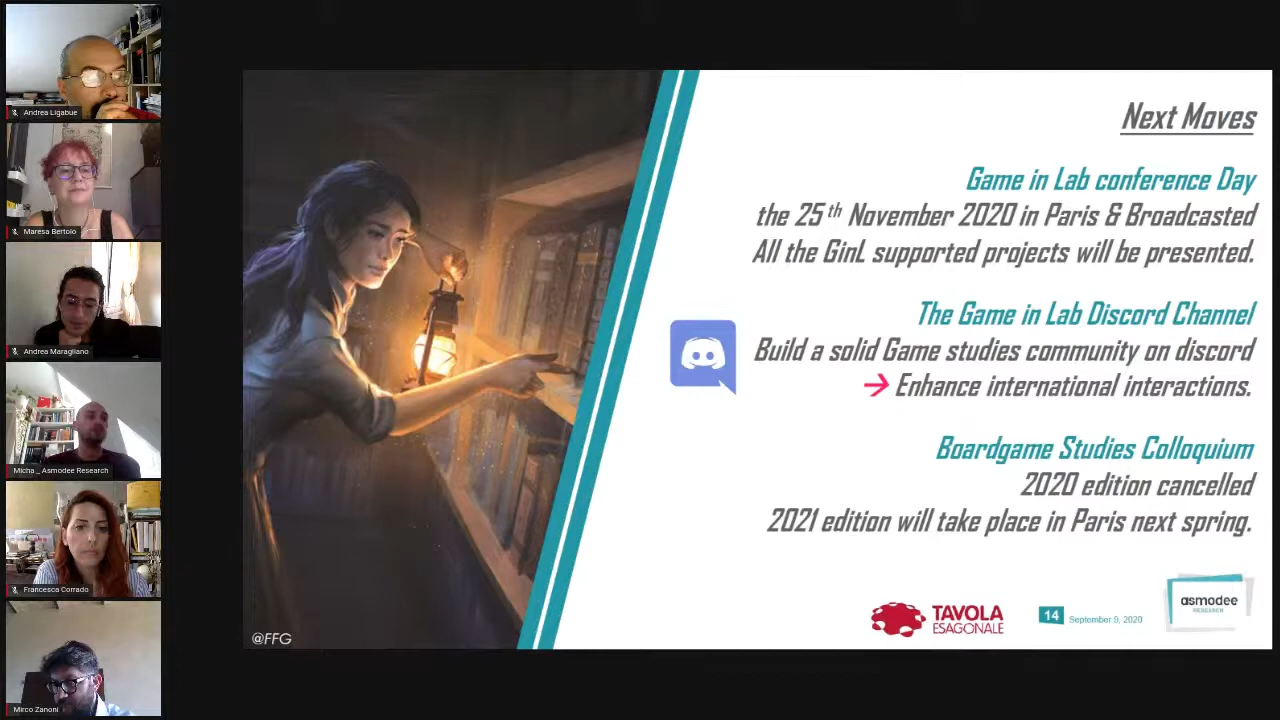 Andrea Ligabue
Maresa Bertolo
Andrea Maragliano
Micha _ Asmodee Research
Francesca Corrado
Mirco Zanoni
Next Moves
Game in Lab conference Day
the 25th November 2020 in Paris & Broadcasted
All the GinL supported projects will be presented.
The Game in Lab Discord Channel
Build a solid Game studies community on discord
→ Enhance international interactions.
Boardgame Studies Colloquium
2020 edition cancelled
2021 edition will take place in Paris next spring.
@FFG
TAVOLA
ESAGONALE
14
September 9, 2020
asmodee
RESEARCH